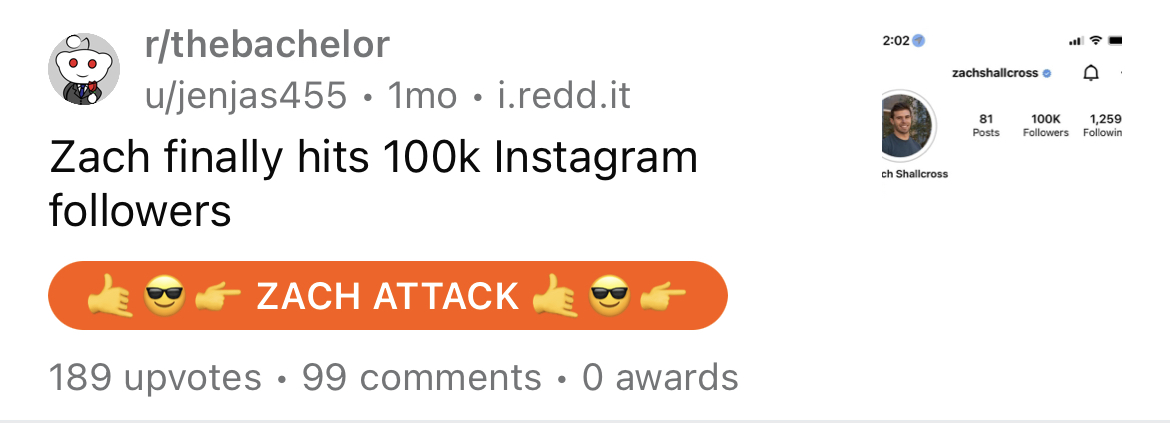 r/thebachelor
u/jenjas455 • 1mo • i.redd.it
Zach finally hits 100k Instagram
followers
🤙😎👉 ZACH ATTACK 🤙😎👉
189 upvotes • 99 comments • 0 awards
2:02
zachshallcross
81 100K 1,259
Posts Followers Followin
ch Shallcross